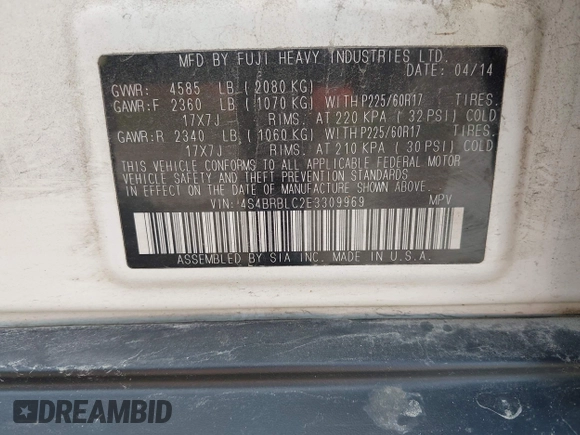 MFD BY FUJI HEAVY INDUSTRIES LTD.
DATE: 04/14
GVWR: 4585 LB ( 2080 KG)
GAWR:F 2360 LB ( 1070 KG) WITH P225/60R17 TIRES.
17X7J RIMS. AT 220 KPA ( 32 PSI) COLD
GAWR:R 2340 LB ( 1060 KG) WITH P225/60R17 TIRES.
17X7J RIMS. AT 210 KPA ( 30 PSI) COLD
THIS VEHICLE CONFORMS TO ALL APPLICABLE FEDERAL MOTOR
VEHICLE SAFETY AND THEFT PREVENTION STANDARDS
IN EFFECT ON THE DATE OF MANUFACTURE SHOWN ABOVE.
VIN: 4S4BRBLC2E3309969 MPV
ASSEMBLED BY SIA INC. MADE IN U.S.A.
DREAMBID